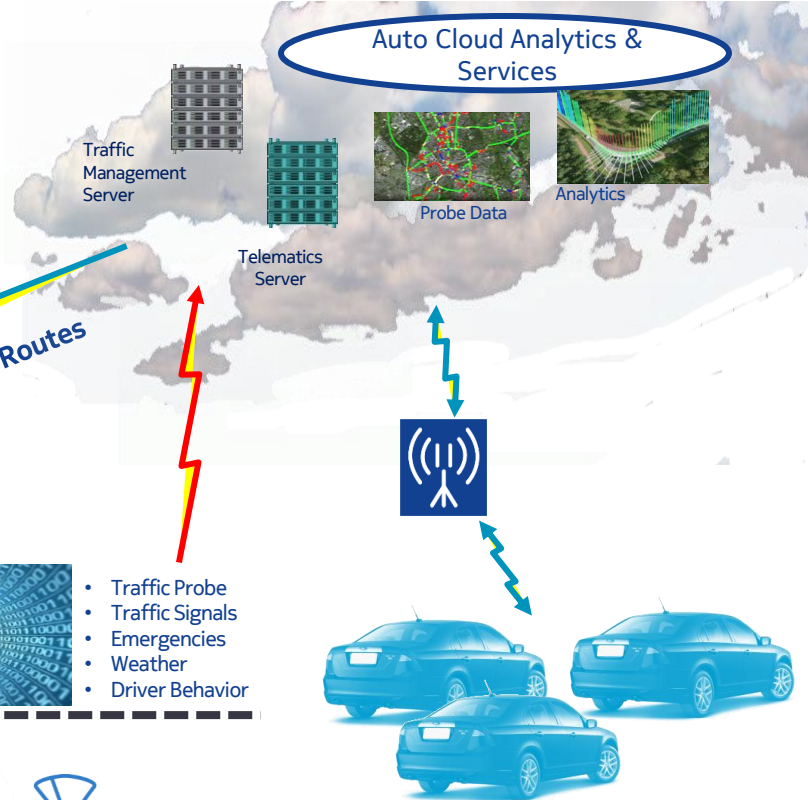 Auto Cloud Analytics &
Services
Traffic
Management
Server
Telematics
Server
Probe Data
Analytics
Routes
• Traffic Probe
• Traffic Signals
• Emergencies
• Weather
• Driver Behavior